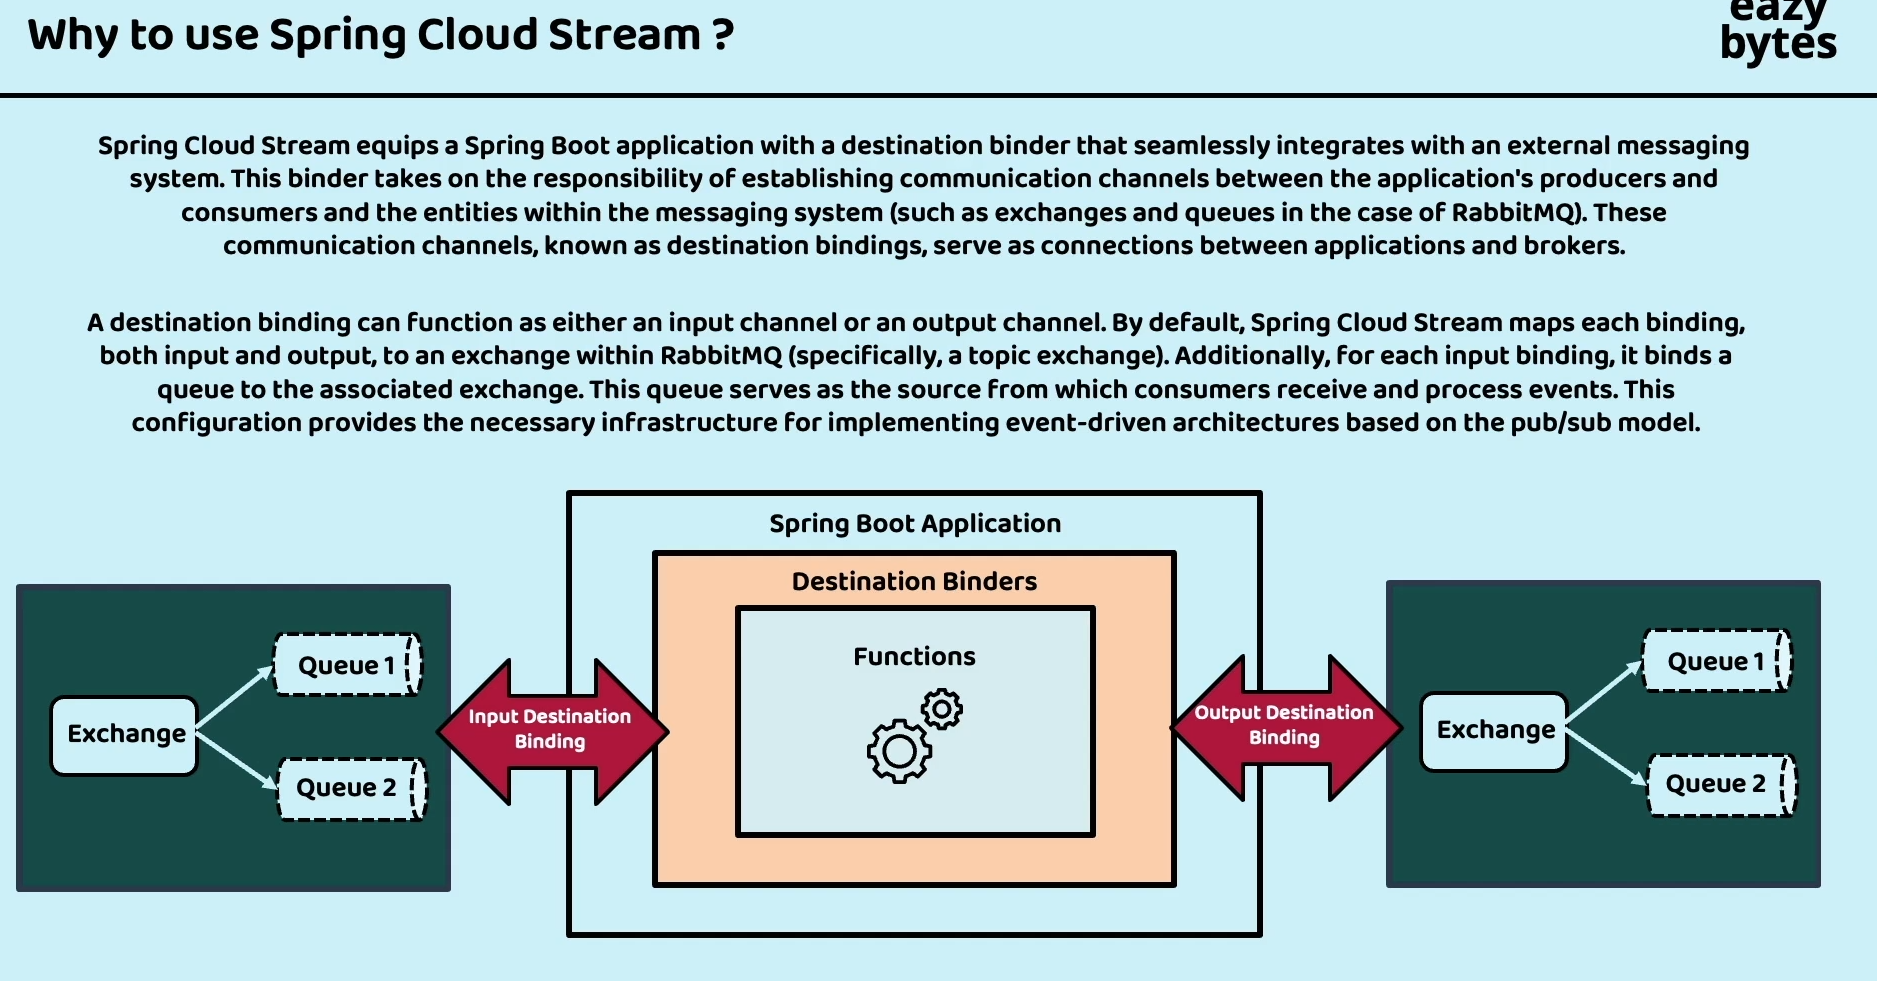 Why to use Spring Cloud Stream ?
eazy
bytes
Spring Cloud Stream equips a Spring Boot application with a destination binder that seamlessly integrates with an external messaging
system. This binder takes on the responsibility of establishing communication channels between the application's producers and
consumers and the entities within the messaging system (such as exchanges and queues in the case of RabbitMQ). These
communication channels, known as destination bindings, serve as connections between applications and brokers.
A destination binding can function as either an input channel or an output channel. By default, Spring Cloud Stream maps each binding,
both input and output, to an exchange within RabbitMQ (specifically, a topic exchange). Additionally, for each input binding, it binds a
queue to the associated exchange. This queue serves as the source from which consumers receive and process events. This
configuration provides the necessary infrastructure for implementing event-driven architectures based on the pub/sub model.
Spring Boot Application
Destination Binders
Functions
Exchange
Queue 1
Queue 2
Input Destination
Binding
Output Destination
Binding
Exchange
Queue 1
Queue 2